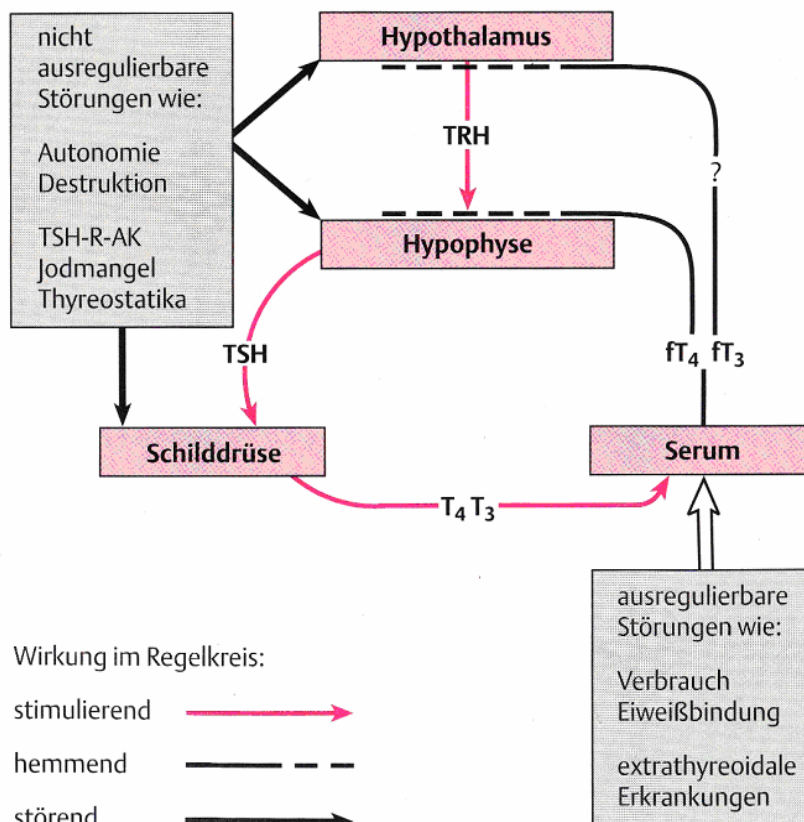 nicht
ausregulierbare
Störungen wie:
Autonomie
Destruktion
TSH-R-AK
Jodmangel
Thyreostatika
Hypothalamus
TRH
?
Hypophyse
TSH
fT₄ fT₃
Schilddrüse
Serum
T₄ T₃
ausregulierbare
Störungen wie:
Verbrauch
Eiweißbindung
extrathyreoidale
Erkrankungen
Wirkung im Regelkreis:
stimulierend
hemmend
störend